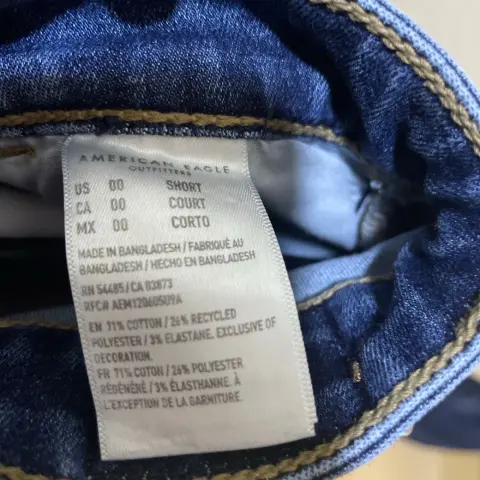 AMERICAN EAGLE
OUTFITTERS
US 00 SHORT
CA 00 COURT
MX 00 CORTO
MADE IN BANGLADESH / FABRIQUÉ AU
BANGLADESH / HECHO EN BANGLADESH
RN 54485 / CA 03873
RFC# AEM120605U9A
EN 71% COTTON / 26% RECYCLED
POLYESTER / 3% ELASTANE, EXCLUSIVE OF
DECORATION.
FR 71% COTON / 26% POLYESTER
RÉGÉNÉRÉ / 3% ÉLASTHANNE, À
L'EXCEPTION DE LA GARNITURE.